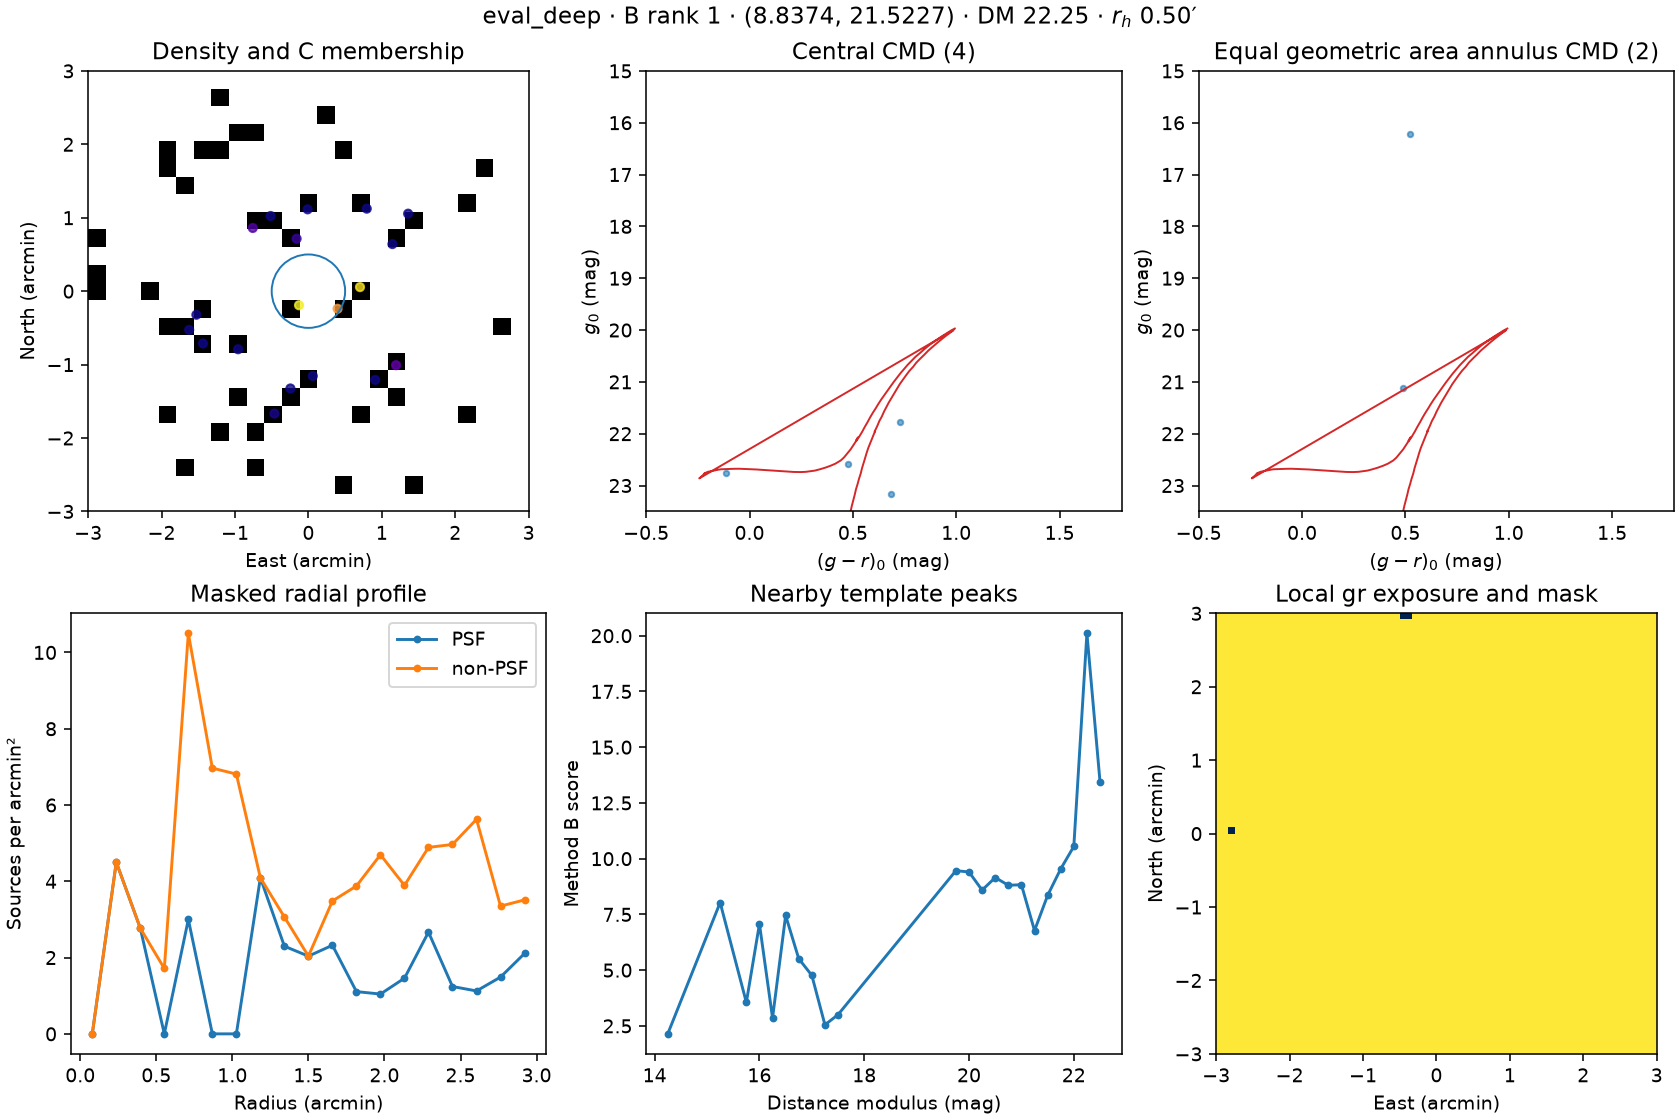 eval_deep · B rank 1 · (8.8374, 21.5227) · DM 22.25 · r_h 0.50′
Density and C membership
3
2
1
0
−1
−2
−3
−3 −2 −1 0 1 2 3
North (arcmin)
East (arcmin)
Central CMD (4)
15
16
17
18
19
20
21
22
23
−0.5 0.0 0.5 1.0 1.5
g₀ (mag)
(g − r)₀ (mag)
Equal geometric area annulus CMD (2)
15
16
17
18
19
20
21
22
23
−0.5 0.0 0.5 1.0 1.5
g₀ (mag)
(g − r)₀ (mag)
Masked radial profile
PSF
non-PSF
10
8
6
4
2
0
0.0 0.5 1.0 1.5 2.0 2.5 3.0
Sources per arcmin²
Radius (arcmin)
Nearby template peaks
20.0
17.5
15.0
12.5
10.0
7.5
5.0
2.5
14 16 18 20 22
Method B score
Distance modulus (mag)
Local gr exposure and mask
3
2
1
0
−1
−2
−3
−3 −2 −1 0 1 2 3
North (arcmin)
East (arcmin)